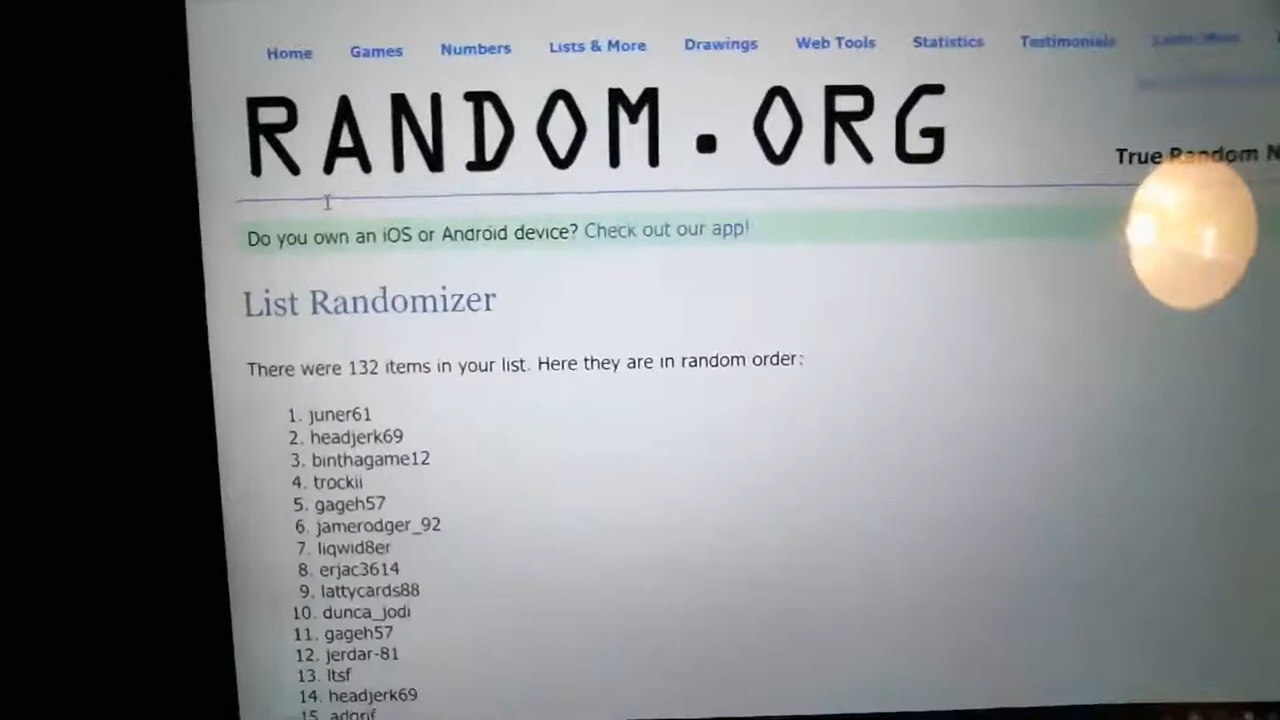 Home Games Numbers Lists & More Drawings Web Tools Statistics Testimonials
RANDOM.ORG
True Random N
Do you own an iOS or Android device? Check out our app!
List Randomizer
There were 132 items in your list. Here they are in random order:
1. juner61
2. headjerk69
3. binthagame12
4. trockii
5. gageh57
6. jamerodger_92
7. liqwid8er
8. erjac3614
9. lattycards88
10. dunca_jodi
11. gageh57
12. jerdar-81
13. ltsf
14. headjerk69
15. adgrif